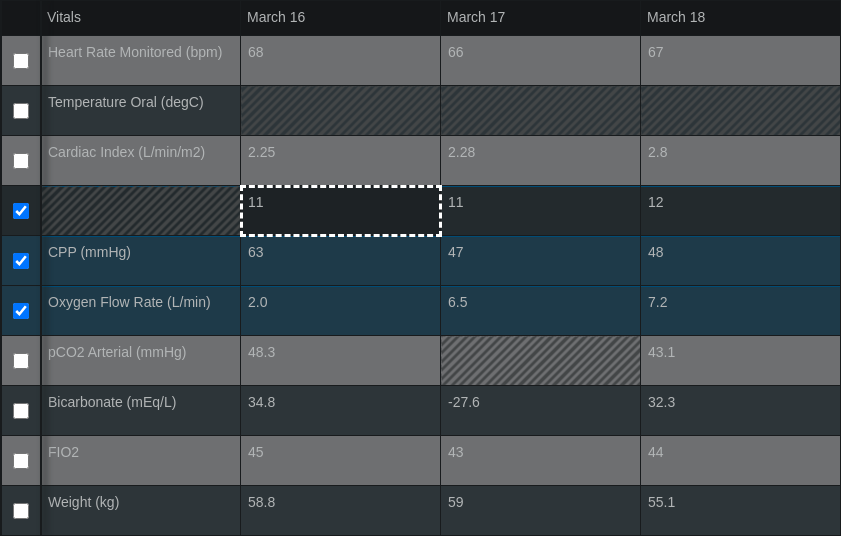 Vitals March 16 March 17 March 18
Heart Rate Monitored (bpm) 68 66 67
Temperature Oral (degC)
Cardiac Index (L/min/m2) 2.25 2.28 2.8
11 11 12
CPP (mmHg) 63 47 48
Oxygen Flow Rate (L/min) 2.0 6.5 7.2
pCO2 Arterial (mmHg) 48.3 43.1
Bicarbonate (mEq/L) 34.8 -27.6 32.3
FIO2 45 43 44
Weight (kg) 58.8 59 55.1